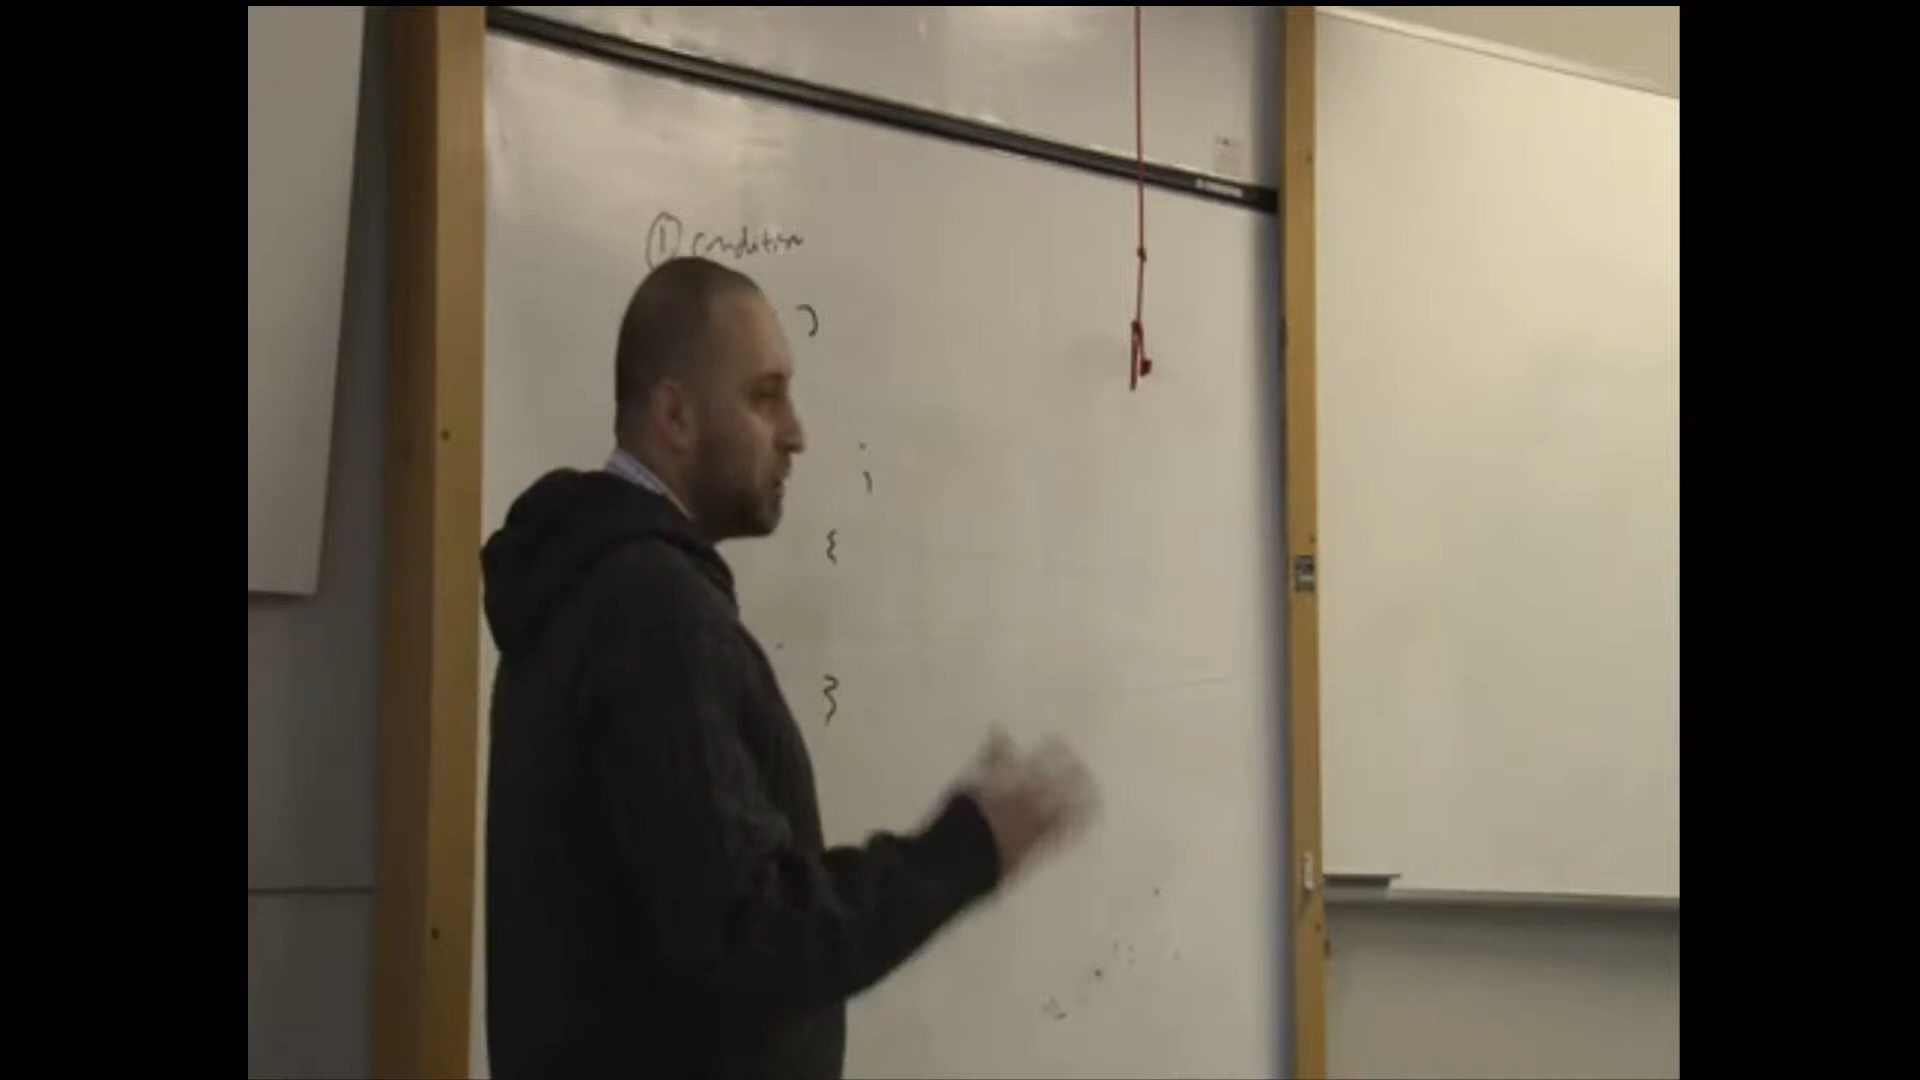 ① condition
)
;
{
}